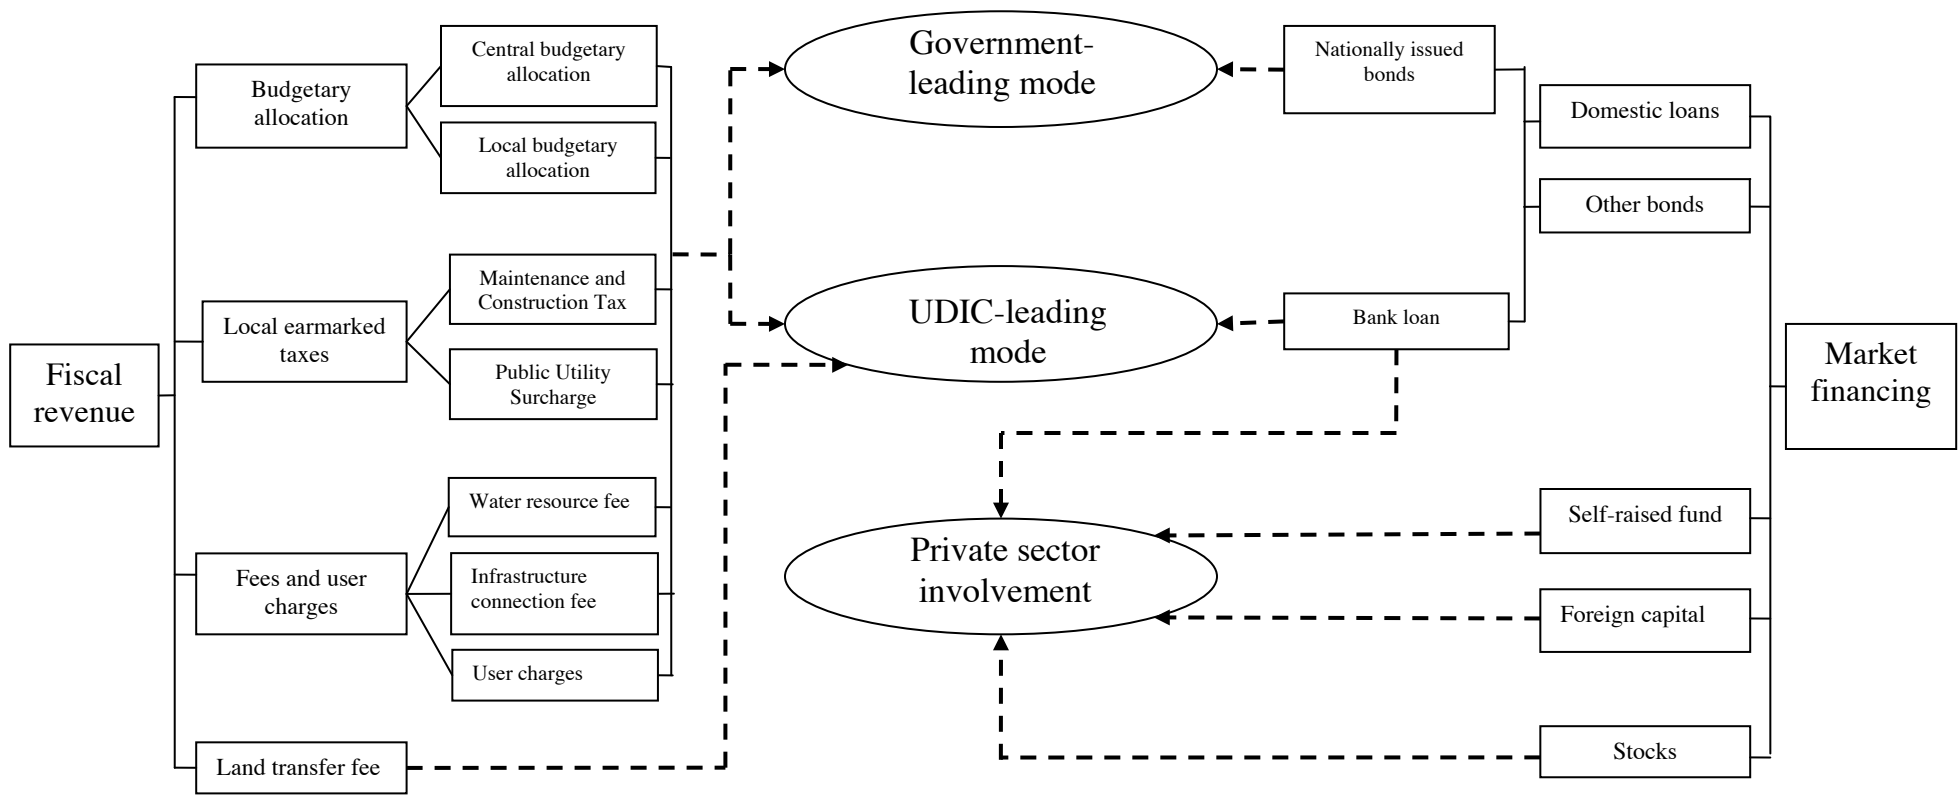 Fiscal
revenue
Budgetary
allocation
Local earmarked
taxes
Fees and user
charges
Land transfer fee
Central budgetary
allocation
Local budgetary
allocation
Maintenance and
Construction Tax
Public Utility
Surcharge
Water resource fee
Infrastructure
connection fee
User charges
Government-
leading mode
UDIC-leading
mode
Private sector
involvement
Nationally issued
bonds
Bank loan
Domestic loans
Other bonds
Self-raised fund
Foreign capital
Stocks
Market
financing